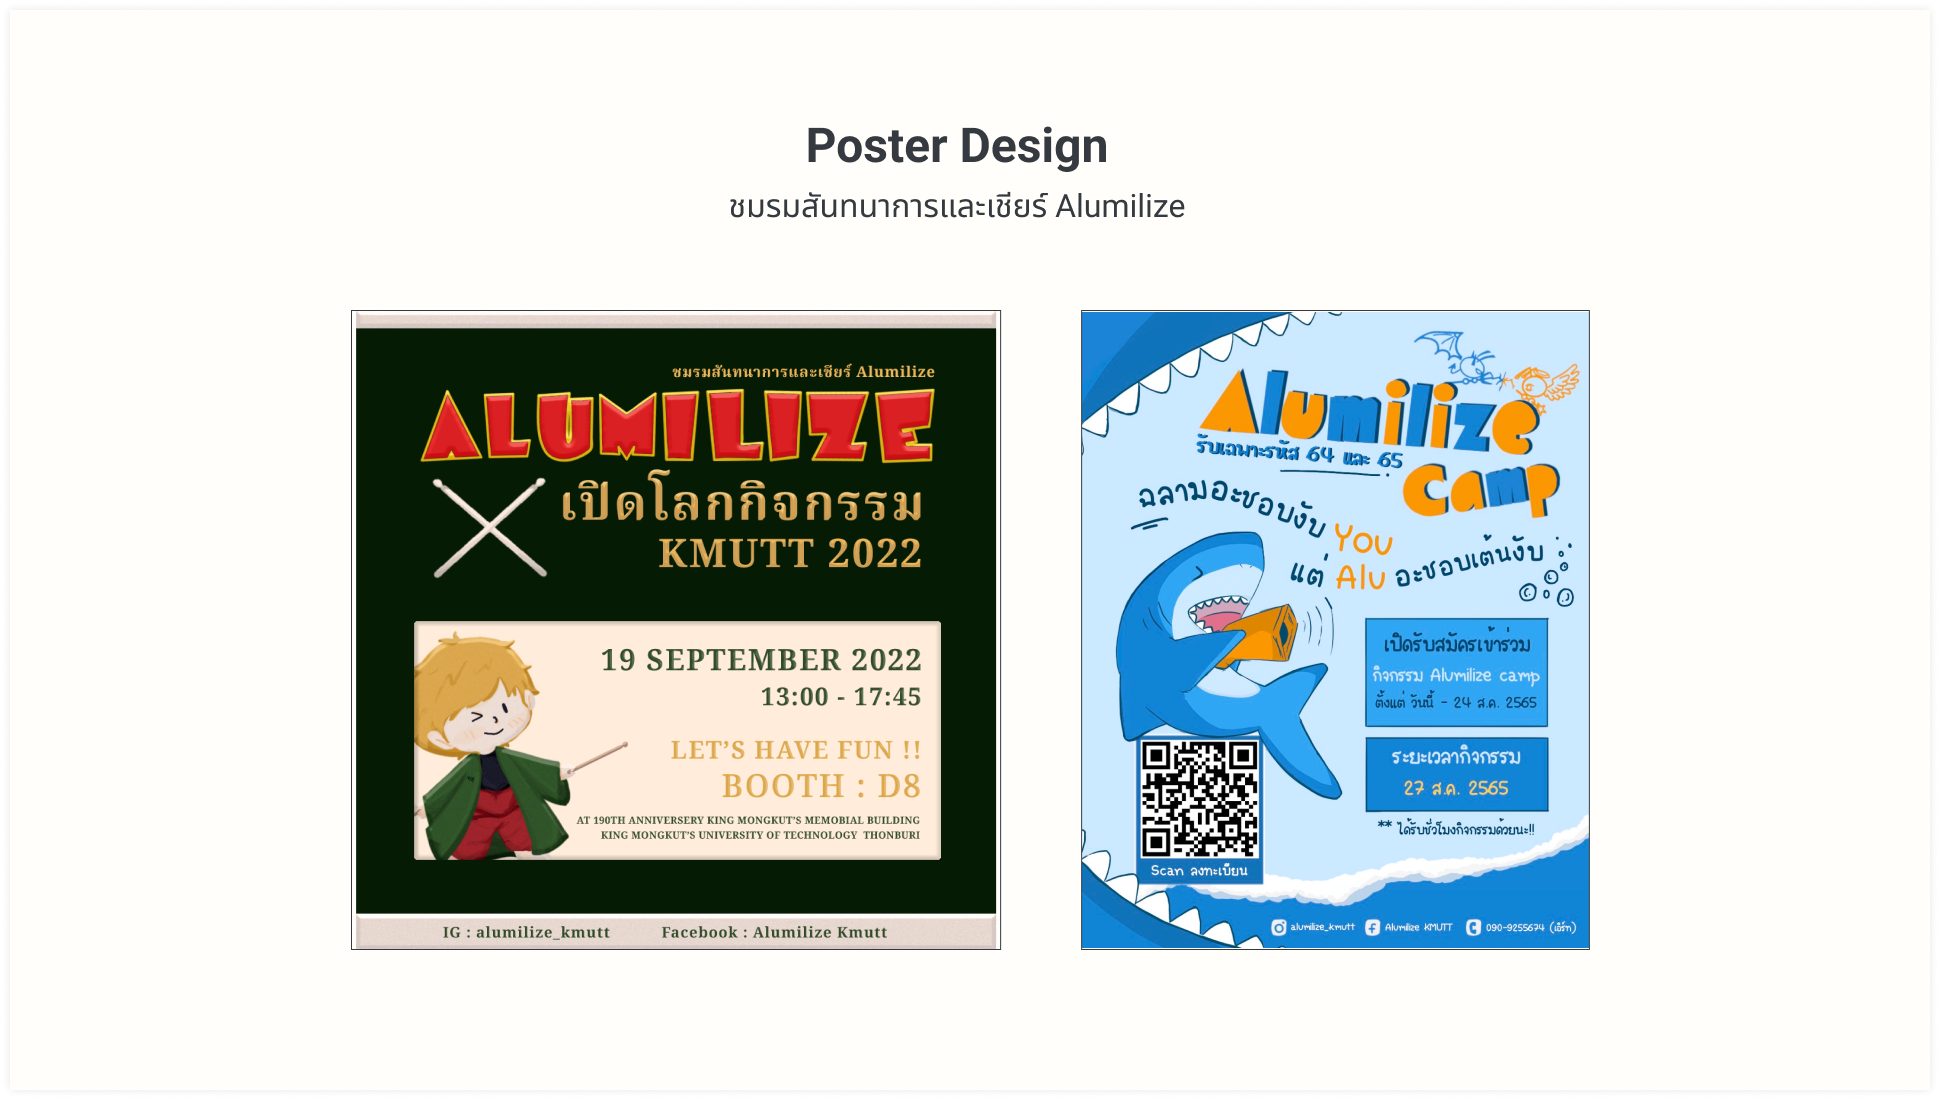 Poster Design
ชมรมสันทนาการและเชียร์ Alumilize
ชมรมสันทนาการและเชียร์ Alumilize
ALUMILIZE
เปิดโลกกิจกรรม
KMUTT 2022
19 SEPTEMBER 2022
13:00 - 17:45
LET'S HAVE FUN !!
BOOTH : D8
AT 190TH ANNIVERSERY KING MONGKUT'S MEMOBIAL BUILDING
KING MONGKUT'S UNIVERSITY OF TECHNOLOGY THONBURI
IG : alumilize_kmutt
Facebook : Alumilize Kmutt
Alumilize
รับเฉพาะรหัส 64 และ 65
Camp
ฉลามอะชอบงับ You
แต่ Alu อะชอบเต้นงับ
เปิดรับสมัครเข้าร่วม
กิจกรรม Alumilize camp
ตั้งแต่ วันนี้ - 24 ส.ค. 2565
ระยะเวลากิจกรรม
27 ส.ค. 2565
** ได้รับชั่วโมงกิจกรรมด้วยนะ!!
Scan ลงทะเบียน
alumilize_kmutt
Alumilize KMUTT
090-9255674 (เอิร์ท)